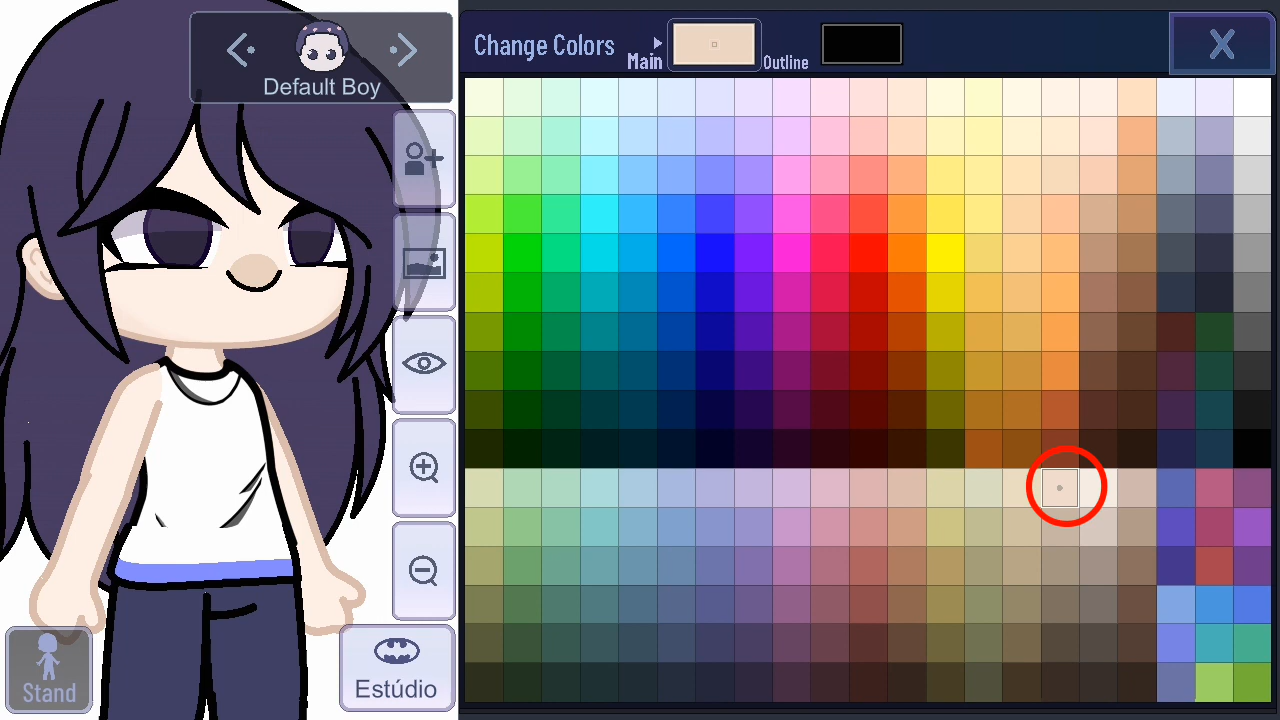 Default Boy
Change Colors
Main
Outline
X
Stand
Estúdio